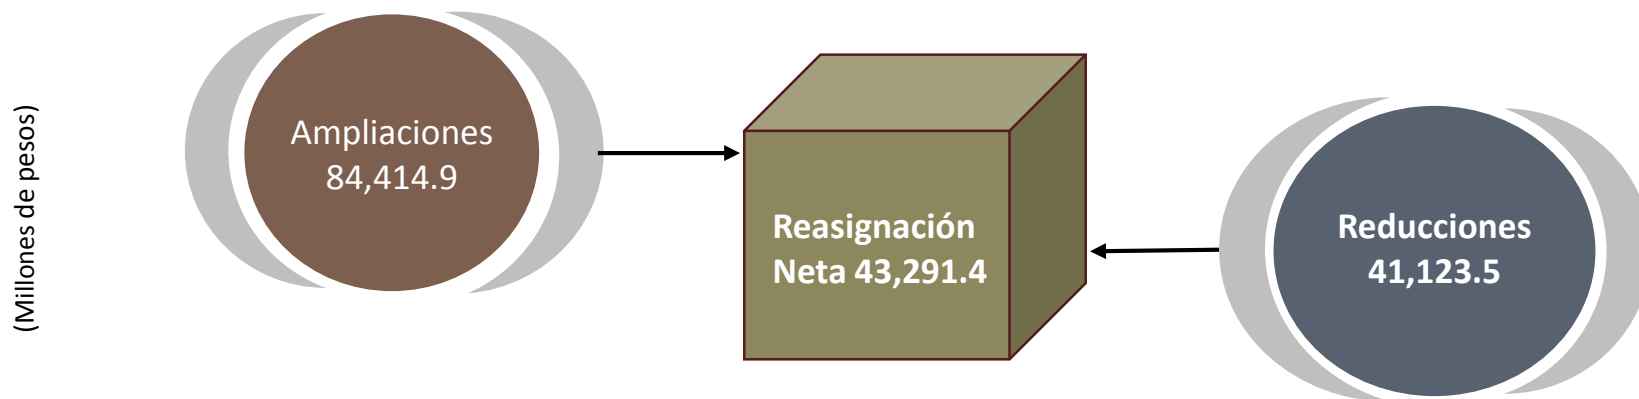 (Millones de pesos)
Ampliaciones
84,414.9
Reasignación
Neta 43,291.4
Reducciones
41,123.5